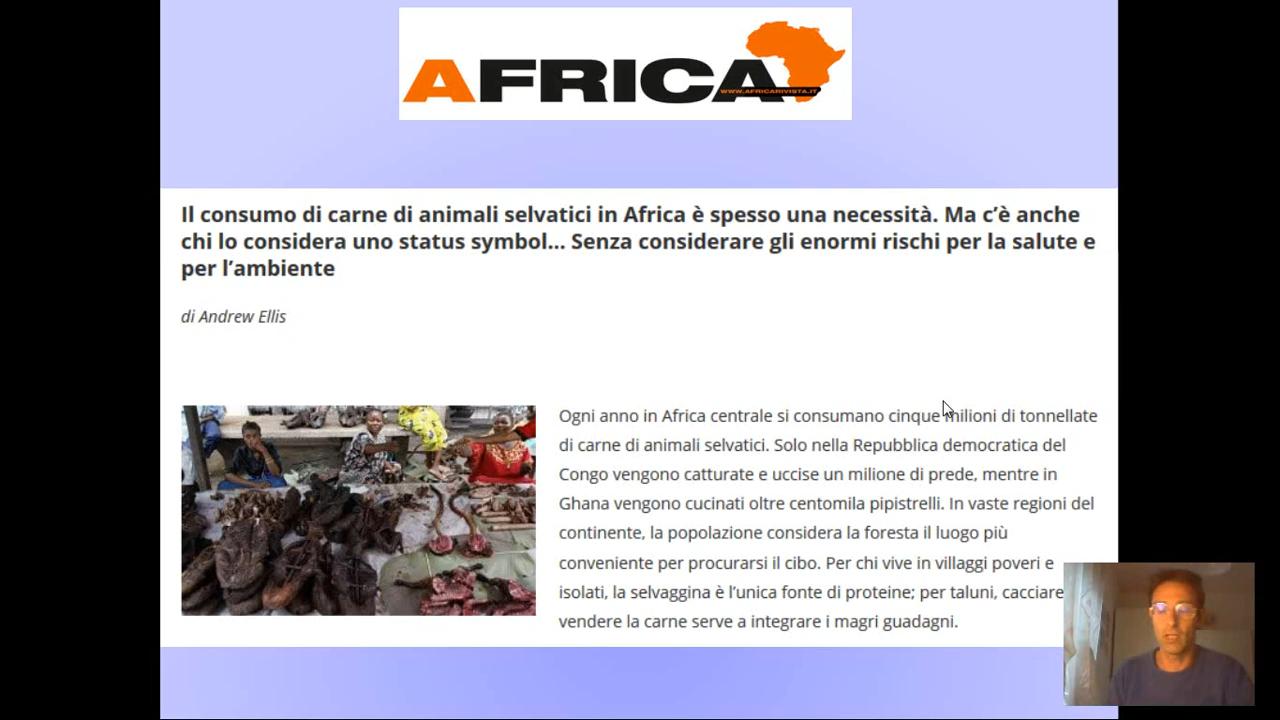 AFRICA
WWW.AFRICARIVISTA.IT
Il consumo di carne di animali selvatici in Africa è spesso una necessità. Ma c’è anche
chi lo considera uno status symbol… Senza considerare gli enormi rischi per la salute e
per l’ambiente
di Andrew Ellis
Ogni anno in Africa centrale si consumano cinque milioni di tonnellate
di carne di animali selvatici. Solo nella Repubblica democratica del
Congo vengono catturate e uccise un milione di prede, mentre in
Ghana vengono cucinati oltre centomila pipistrelli. In vaste regioni del
continente, la popolazione considera la foresta il luogo più
conveniente per procurarsi il cibo. Per chi vive in villaggi poveri e
isolati, la selvaggina è l’unica fonte di proteine; per taluni, cacciare
vendere la carne serve a integrare i magri guadagni.